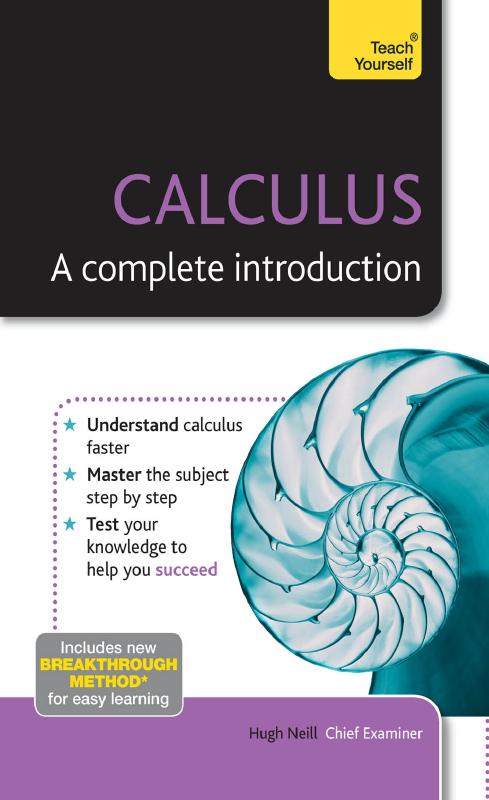 Teach®
Yourself
CALCULUS
A complete introduction
★ Understand calculus
faster
★ Master the subject
step by step
★ Test your
knowledge to
help you succeed
Includes new
BREAKTHROUGH
METHOD*
for easy learning
Hugh Neill Chief Examiner